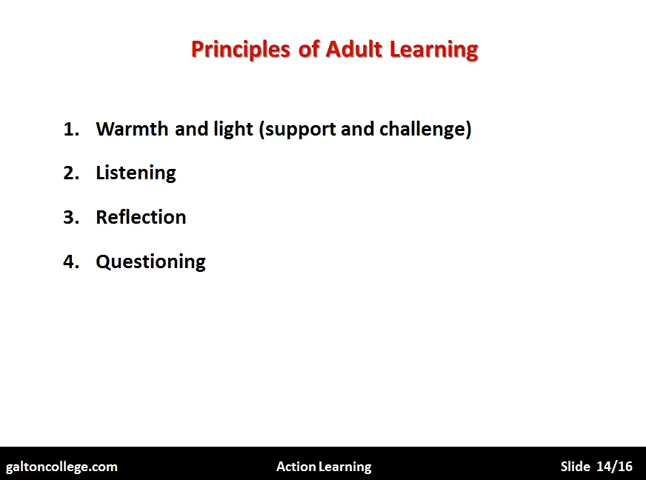 Principles of Adult Learning
1. Warmth and light (support and challenge)
2. Listening
3. Reflection
4. Questioning
galtoncollege.com Action Learning Slide 14/16